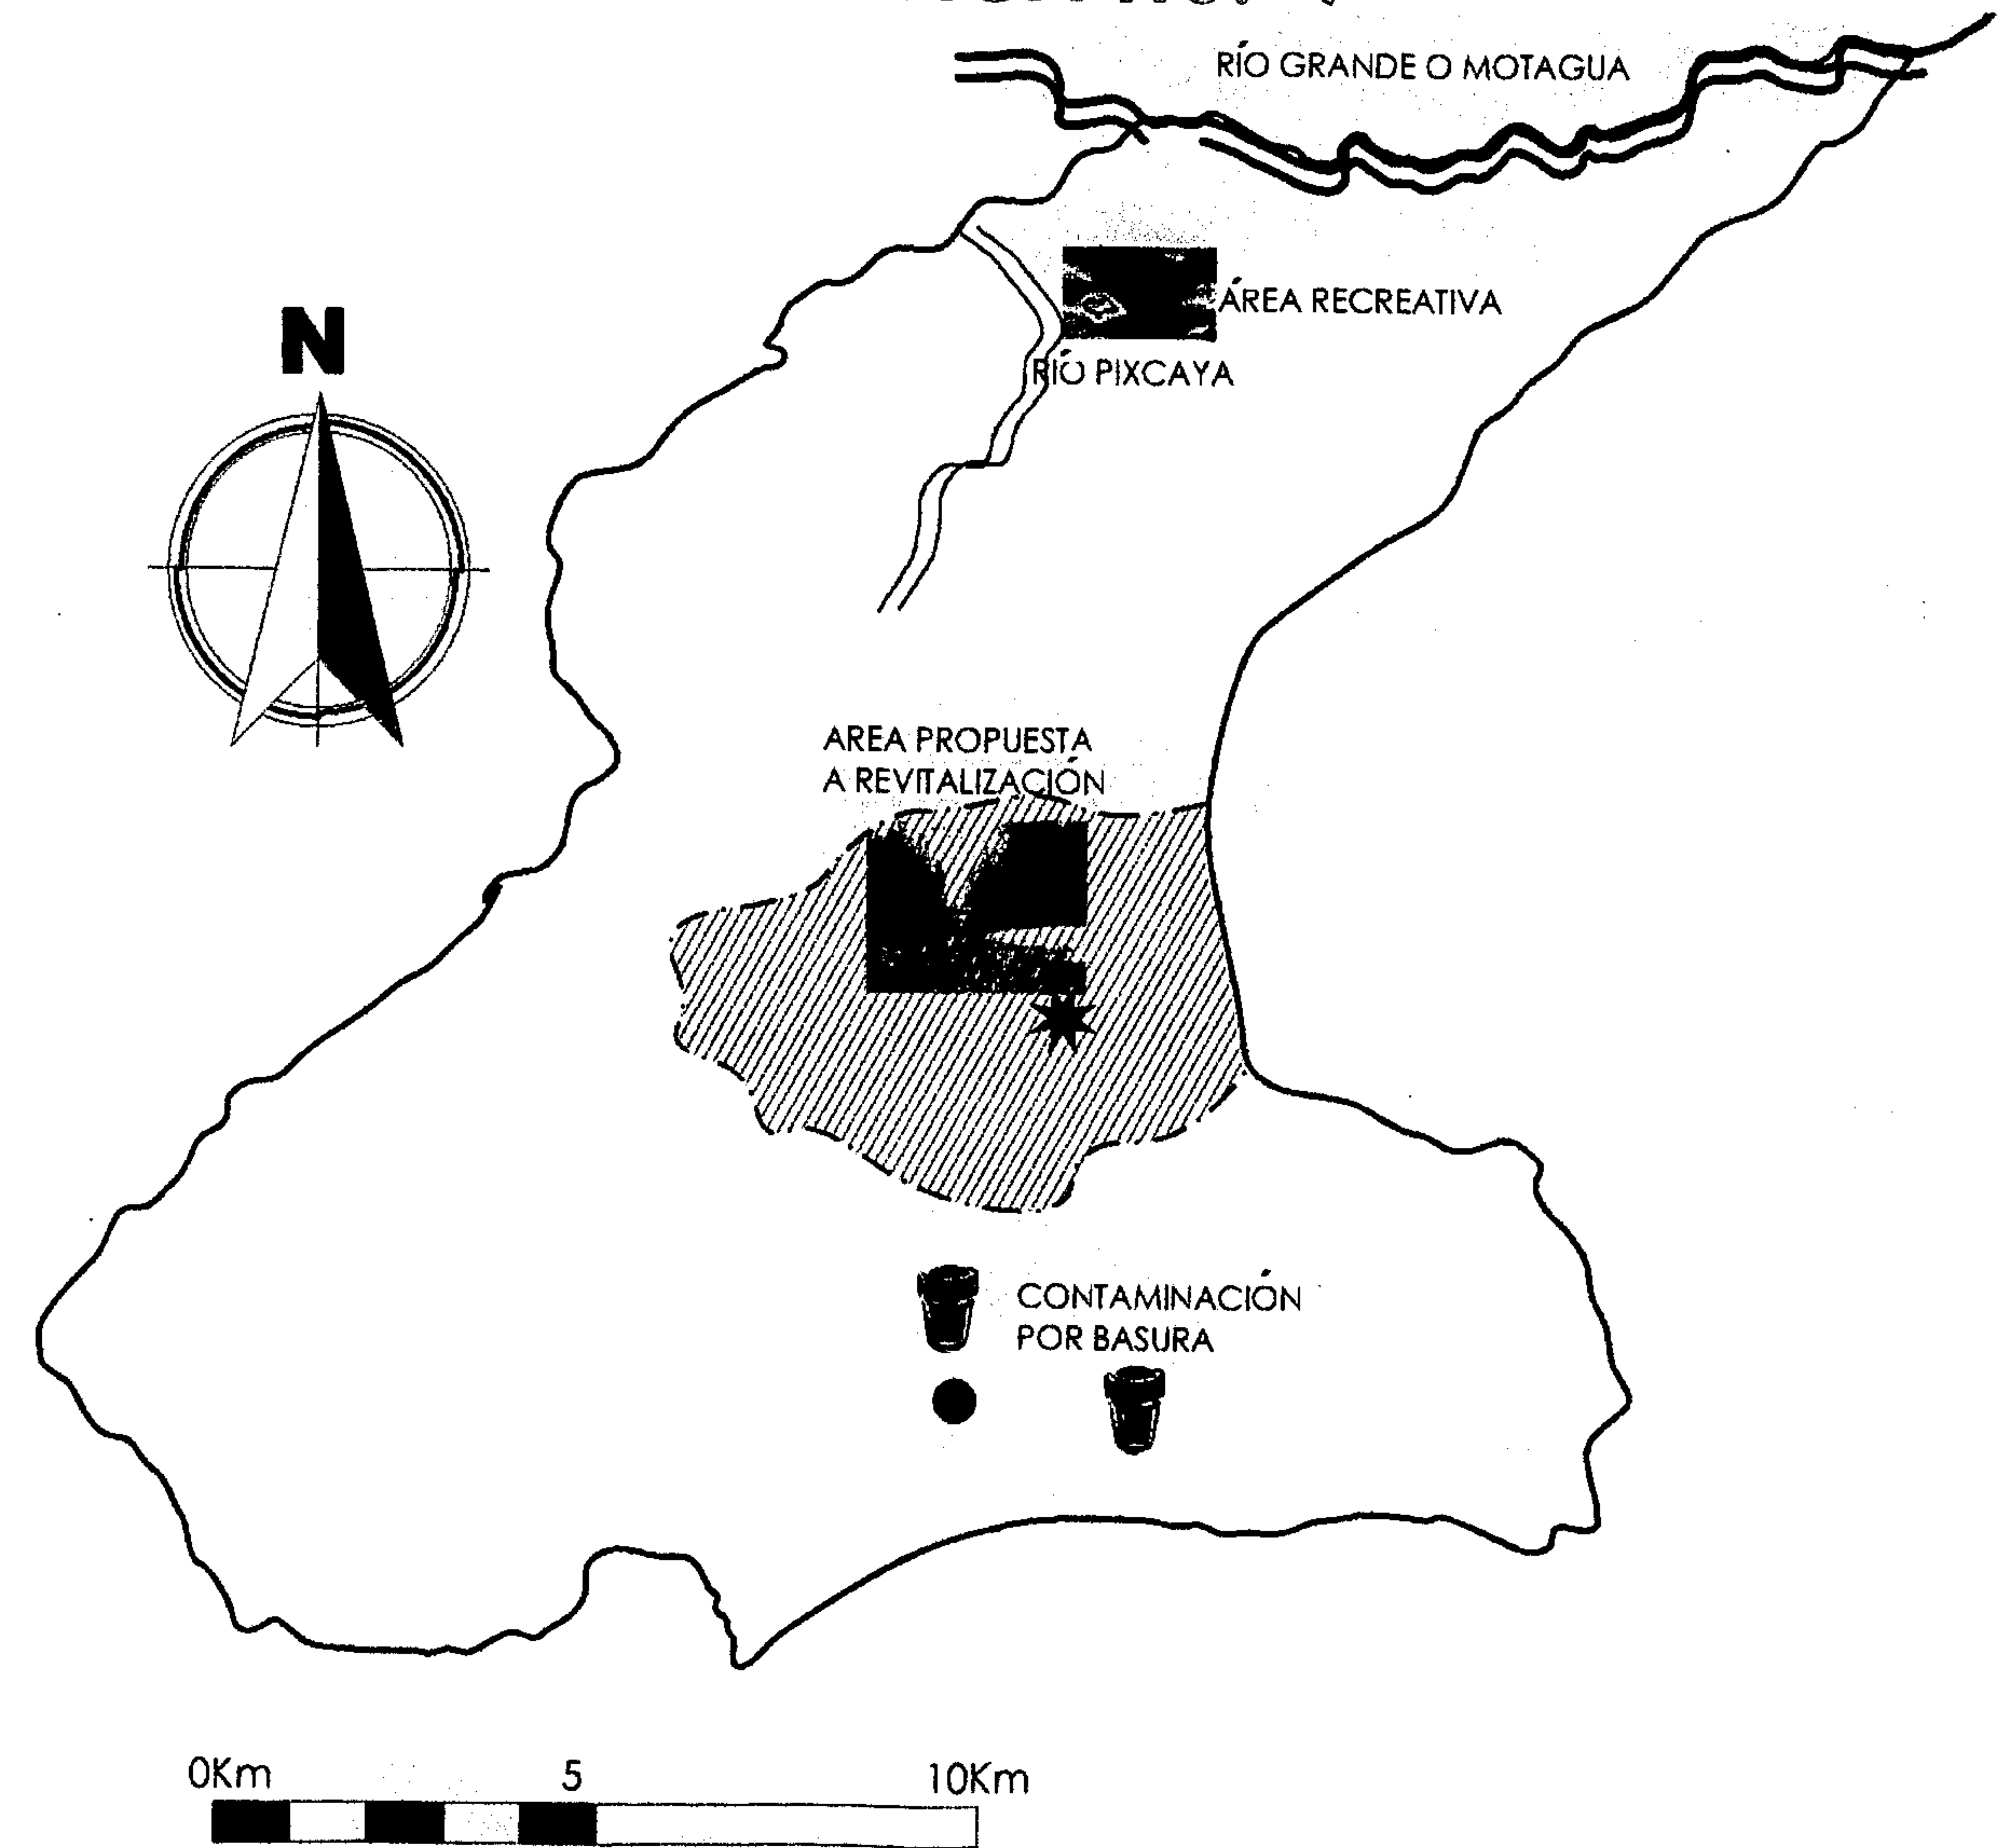 RÍO GRANDE O MOTAGUA
ÁREA RECREATIVA
RÍO PIXCAYA
N
AREA PROPUESTA
A REVITALIZACIÓN
CONTAMINACIÓN
POR BASURA
0Km 5 10Km